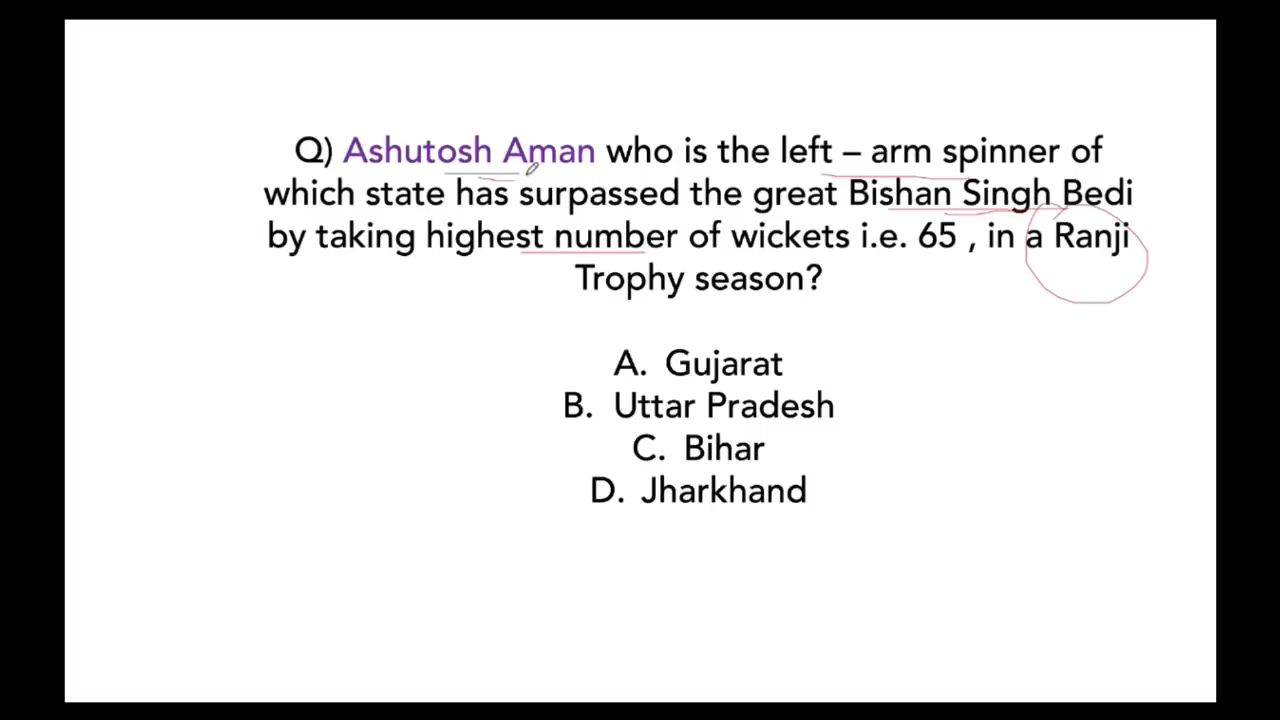 Q) Ashutosh Aman who is the left – arm spinner of
which state has surpassed the great Bishan Singh Bedi
by taking highest number of wickets i.e. 65 , in a Ranji
Trophy season?
A. Gujarat
B. Uttar Pradesh
C. Bihar
D. Jharkhand